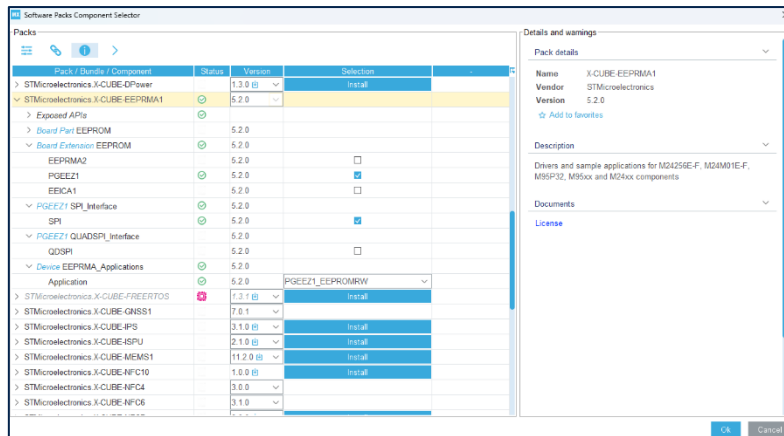 MX Software Packs Component Selector
Packs
Pack / Bundle / Component Status Version Selection -
STMicroelectronics.X-CUBE-DPower 1.3.0 Install
STMicroelectronics.X-CUBE-EEPRMA1 5.2.0
Exposed APIs
Board Part EEPROM 5.2.0
Board Extension EEPROM 5.2.0
EEPRMA2 5.2.0
PGEEZ1 5.2.0
EEICA1 5.2.0
PGEEZ1 SPI_Interface 5.2.0
SPI 5.2.0
PGEEZ1 QUADSPI_Interface 5.2.0
QDSPI 5.2.0
Device EEPRMA_Applications 5.2.0
Application 5.2.0 PGEEZ1_EEPROMRW
STMicroelectronics.X-CUBE-FREERTOS 1.3.1 Install
STMicroelectronics.X-CUBE-GNSS1 7.0.1
STMicroelectronics.X-CUBE-IPS 3.1.0 Install
STMicroelectronics.X-CUBE-ISPU 2.1.0 Install
STMicroelectronics.X-CUBE-MEMS1 11.2.0 Install
STMicroelectronics.X-CUBE-NFC10 1.0.0 Install
STMicroelectronics.X-CUBE-NFC4 3.0.0
STMicroelectronics.X-CUBE-NFC6 3.1.0
Details and warnings
Pack details
Name X-CUBE-EEPRMA1
Vendor STMicroelectronics
Version 5.2.0
Add to favorites
Description
Drivers and sample applications for M24256E-F, M24M01E-F,
M95P32, M95xx and M24xx components
Documents
License
Ok Cancel